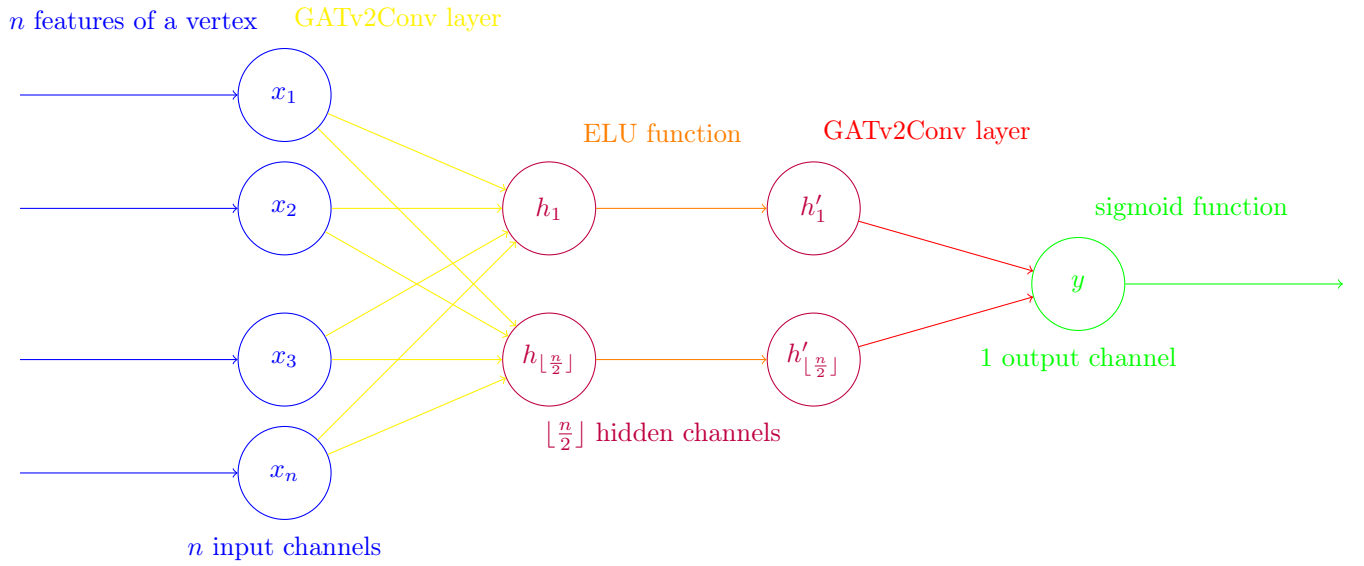 n features of a vertex
GATv2Conv layer
x₁
x₂
x₃
xₙ
n input channels
h₁
h_{⌊n/2⌋}
⌊n/2⌋ hidden channels
ELU function
h′₁
h′_{⌊n/2⌋}
GATv2Conv layer
y
sigmoid function
1 output channel